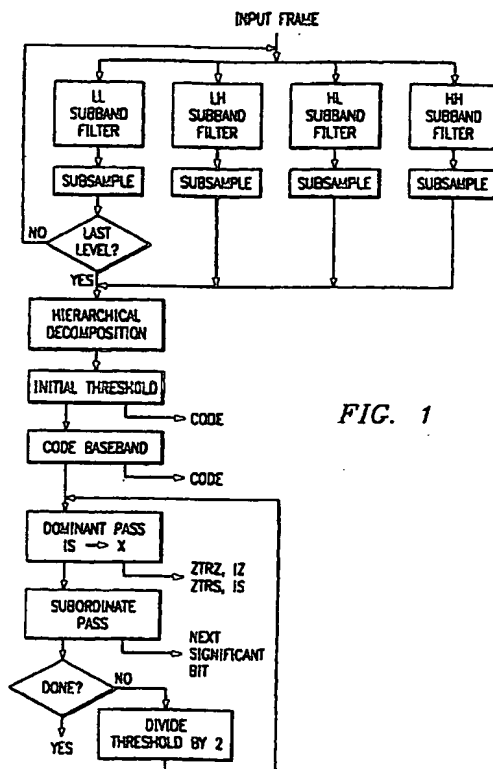 INPUT FRAME
LL
SUBBAND
FILTER
LH
SUBBAND
FILTER
HL
SUBBAND
FILTER
HH
SUBBAND
FILTER
SUBSAMPLE
SUBSAMPLE
SUBSAMPLE
SUBSAMPLE
NO
LAST
LEVEL?
YES
HIERARCHICAL
DECOMPOSITION
INITIAL THRESHOLD
CODE
FIG. 1
CODE BASEBAND
CODE
DOMINANT PASS
IS → X
ZTRZ, IZ
ZTRS, IS
SUBORDINATE
PASS
NEXT
SIGNIFICANT
BIT
DONE?
NO
YES
DIVIDE
THRESHOLD BY 2